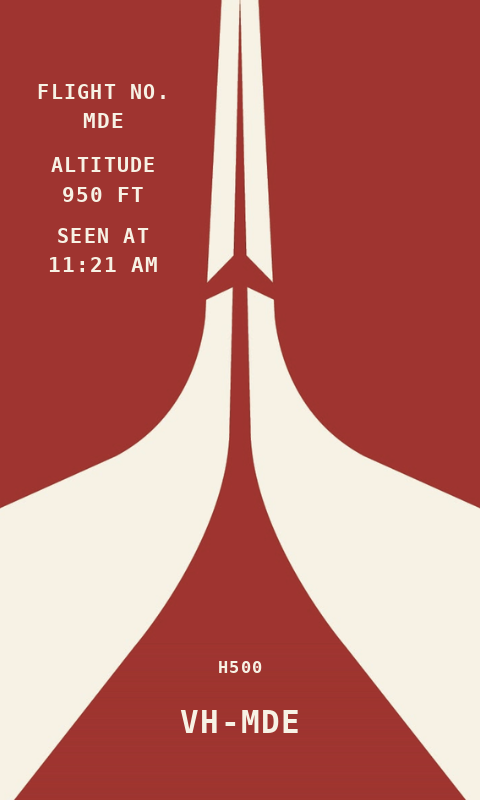 FLIGHT NO.
MDE
ALTITUDE
950 FT
SEEN AT
11:21 AM
H500
VH-MDE